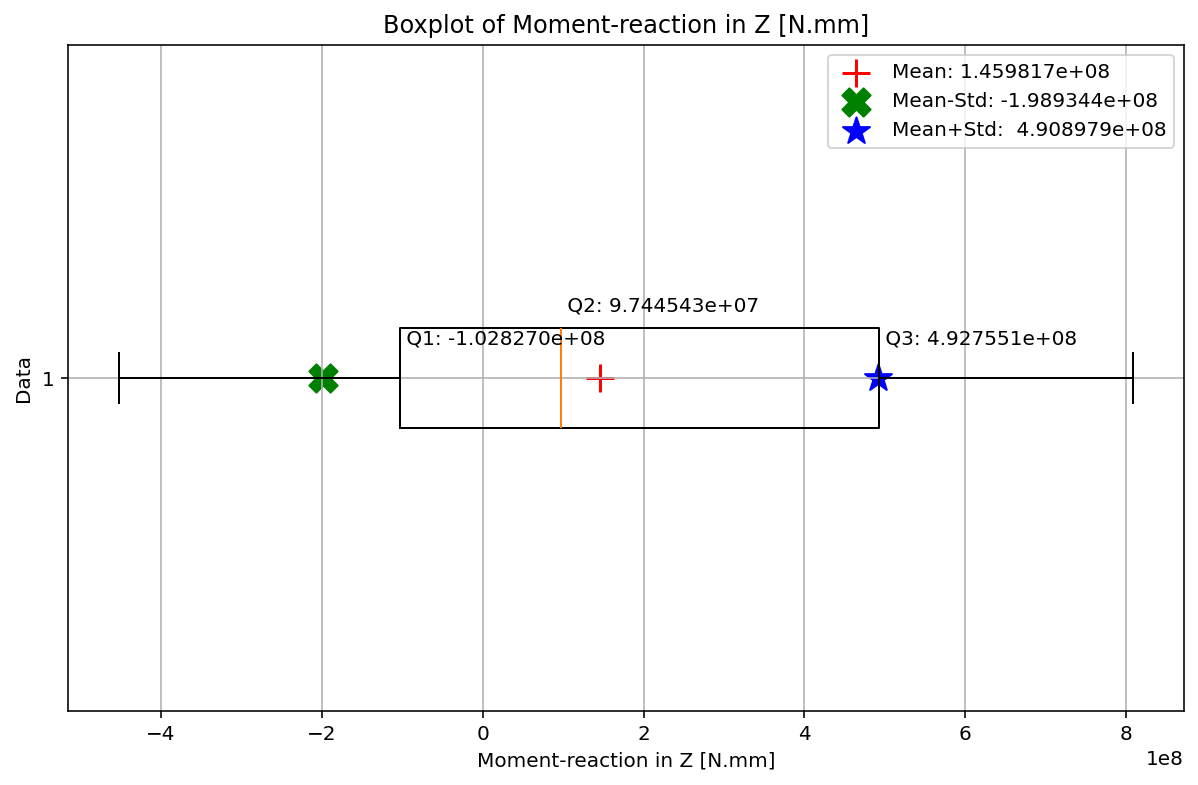 Boxplot of Moment-reaction in Z [N.mm]
Mean: 1.459817e+08
Mean-Std: -1.989344e+08
Mean+Std:  4.908979e+08
Q2: 9.744543e+07
Q1: -1.028270e+08
Q3: 4.927551e+08
Data
1
−4 −2 0 2 4 6 8
1e8
Moment-reaction in Z [N.mm]